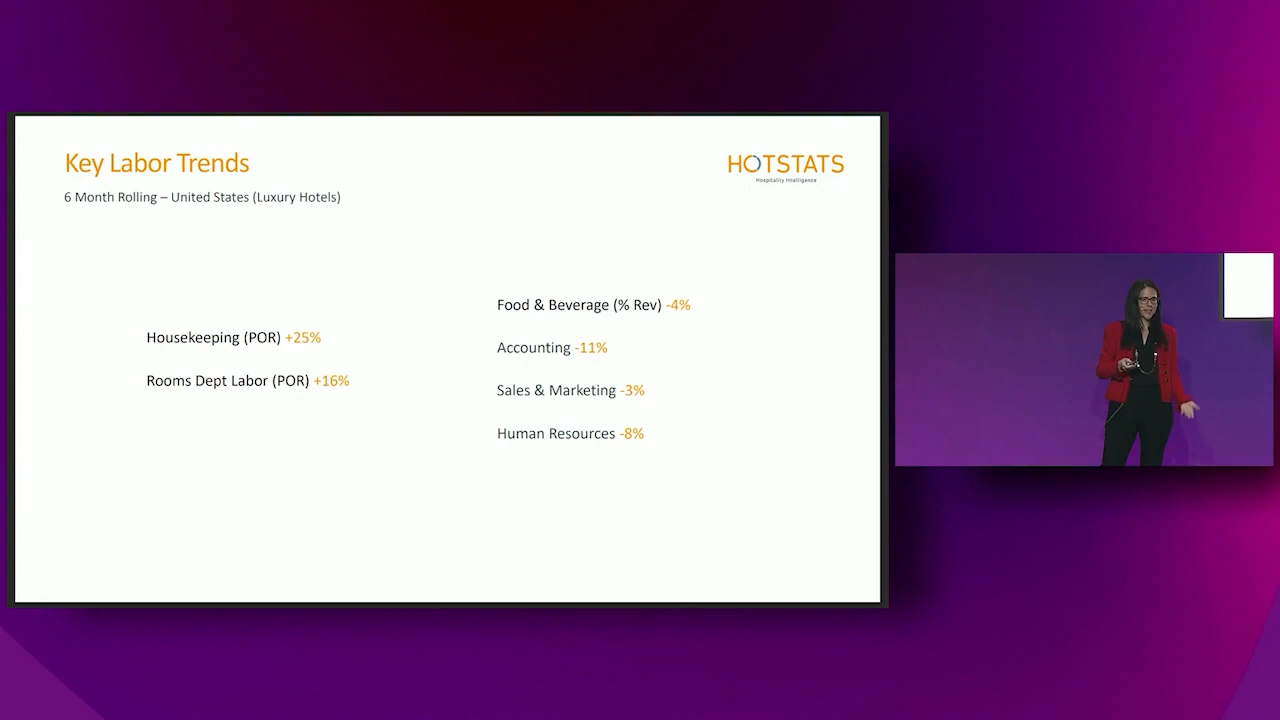 Key Labor Trends
HOTSTATS
Hospitality Intelligence
6 Month Rolling – United States (Luxury Hotels)
Housekeeping (POR) +25%
Rooms Dept Labor (POR) +16%
Food & Beverage (% Rev) -4%
Accounting -11%
Sales & Marketing -3%
Human Resources -8%